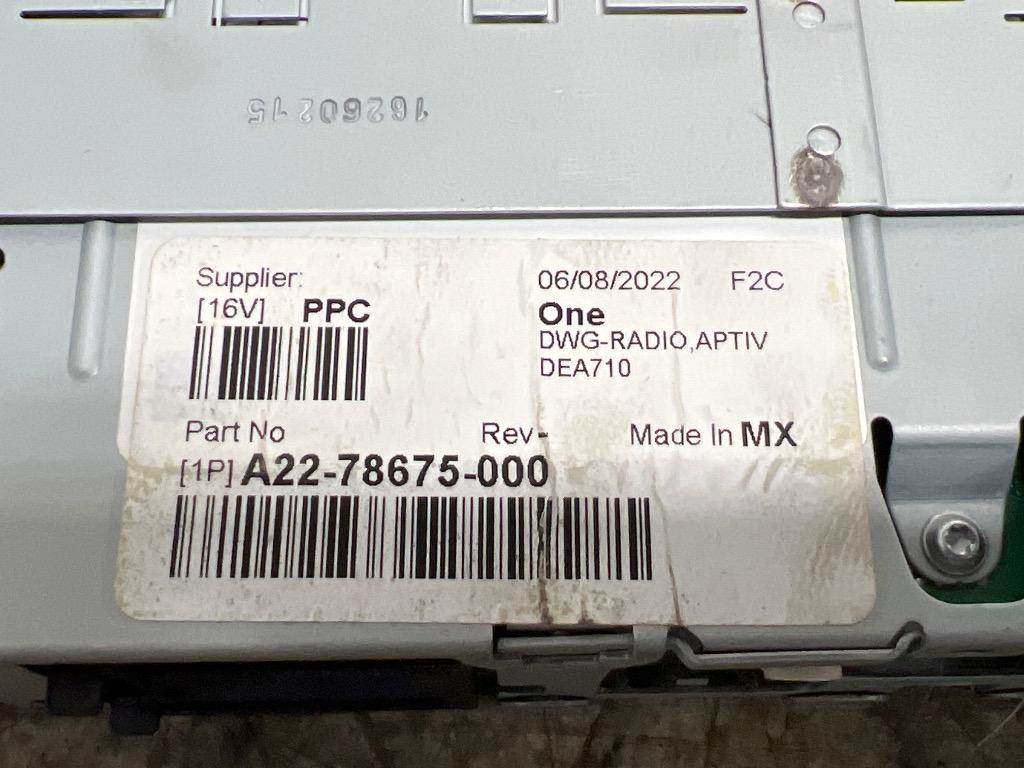 16260215
Supplier:
[16V] PPC
06/08/2022 F2C
One
DWG-RADIO,APTIV
DEA710
Part No Rev- Made In MX
[1P] A22-78675-000